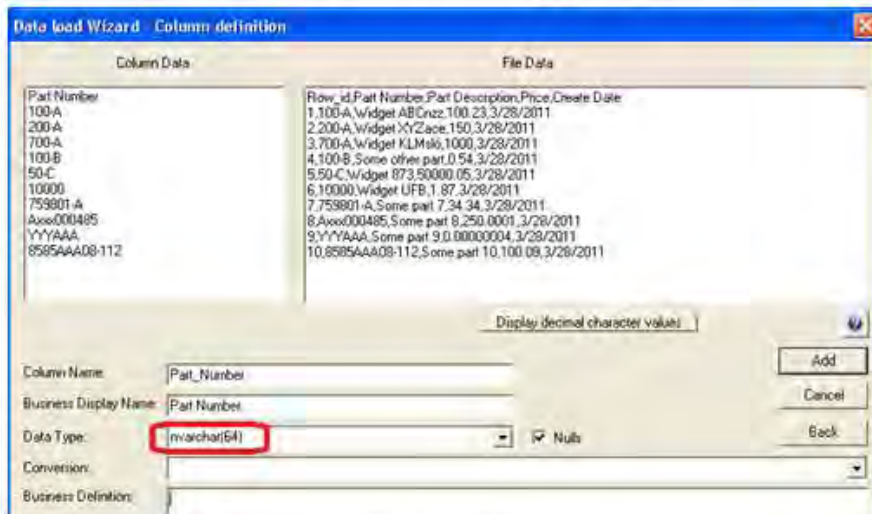 Data load Wizard - Column definition
Column Data
File Data
Part Number
100-A
200-A
700-A
100-B
50-C
10000
759801-A
Axxx000485
YYYAAA
8585AAA08-112
Row_id,Part Number,Part Description,Price,Create Date
1,100-A,Widget ABCnzz,100.23,3/28/2011
2,200-A,Widget XYZace,150,3/28/2011
3,700-A,Widget KLMsló,1000,3/28/2011
4,100-B,Some other part,0.54,3/28/2011
5,50-C,Widget 873,50000.05,3/28/2011
6,10000,Widget UFB,1.87,3/28/2011
7,759801-A,Some part 7,34.34,3/28/2011
8,Axxx000485,Some part 8,250.0001,3/28/2011
9,YYYAAA,Some part 9,0.00000004,3/28/2011
10,8585AAA08-112,Some part 10,100.09,3/28/2011
Display decimal character values
Add
Column Name: Part_Number
Cancel
Business Display Name: Part Number
Data Type: nvarchar(64) Nulls
Back
Conversion:
Business Definition: